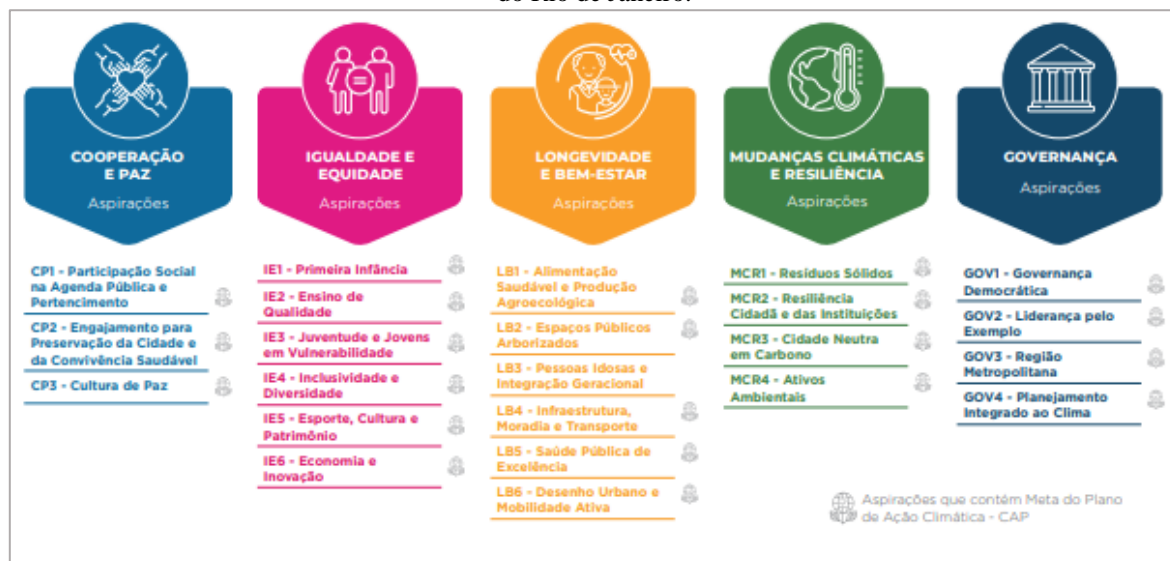 do Rio de Janeiro.
COOPERAÇÃO
E PAZ
Aspirações
CP1 - Participação Social
na Agenda Pública e
Pertencimento
CP2 - Engajamento para
Preservação da Cidade e
da Convivência Saudável
CP3 - Cultura de Paz
IGUALDADE E
EQUIDADE
Aspirações
IE1 - Primeira Infância
IE2 - Ensino de
Qualidade
IE3 - Juventude e Jovens
em Vulnerabilidade
IE4 - Inclusividade e
Diversidade
IE5 - Esporte, Cultura e
Patrimônio
IE6 - Economia e
Inovação
LONGEVIDADE
E BEM-ESTAR
Aspirações
LB1 - Alimentação
Saudável e Produção
Agroecológica
LB2 - Espaços Públicos
Arborizados
LB3 - Pessoas Idosas e
Integração Geracional
LB4 - Infraestrutura,
Moradia e Transporte
LB5 - Saúde Pública de
Excelência
LB6 - Desenho Urbano e
Mobilidade Ativa
MUDANÇAS CLIMÁTICAS
E RESILIÊNCIA
Aspirações
MCR1 - Resíduos Sólidos
MCR2 - Resiliência
Cidadã e das Instituições
MCR3 - Cidade Neutra
em Carbono
MCR4 - Ativos
Ambientais
GOVERNANÇA
Aspirações
GOV1 - Governança
Democrática
GOV2 - Liderança pelo
Exemplo
GOV3 - Região
Metropolitana
GOV4 - Planejamento
Integrado ao Clima
Aspirações que contém Meta do Plano
de Ação Climática - CAP